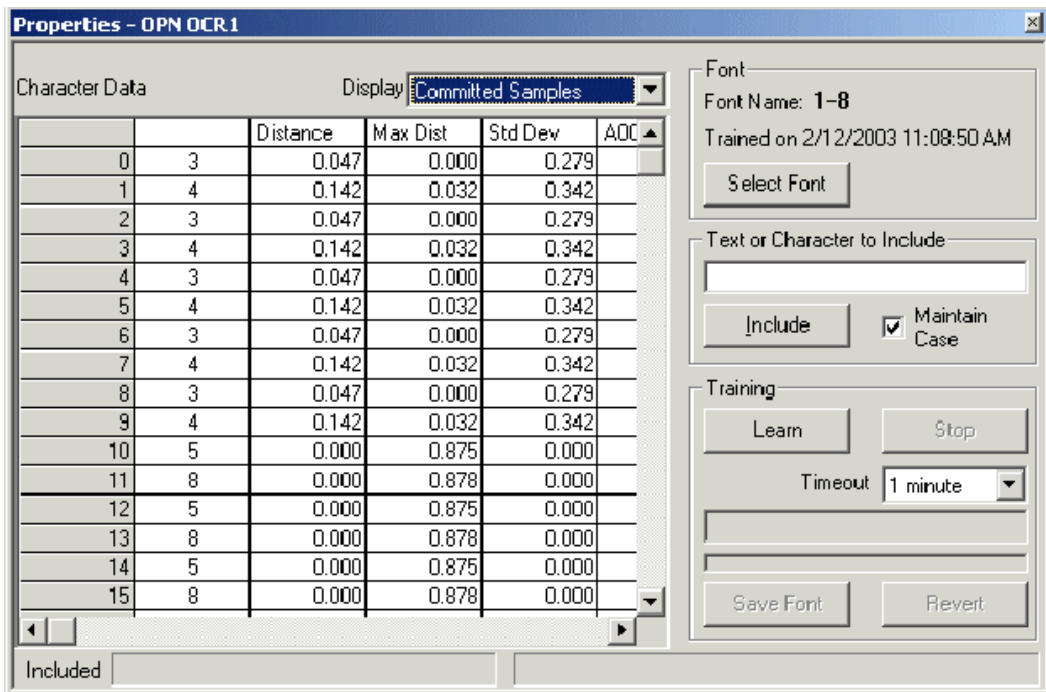 Properties - OPN OCR1
Character Data Display Committed Samples
Distance Max Dist Std Dev A00
0 3 0.047 0.000 0.279
1 4 0.142 0.032 0.342
2 3 0.047 0.000 0.279
3 4 0.142 0.032 0.342
4 3 0.047 0.000 0.279
5 4 0.142 0.032 0.342
6 3 0.047 0.000 0.279
7 4 0.142 0.032 0.342
8 3 0.047 0.000 0.279
9 4 0.142 0.032 0.342
10 5 0.000 0.875 0.000
11 8 0.000 0.878 0.000
12 5 0.000 0.875 0.000
13 8 0.000 0.878 0.000
14 5 0.000 0.875 0.000
15 8 0.000 0.878 0.000
Included
Font
Font Name: 1-8
Trained on 2/12/2003 11:08:50 AM
Select Font
Text or Character to Include
Include
Maintain
Case
Training
Learn Stop
Timeout 1 minute
Save Font Revert